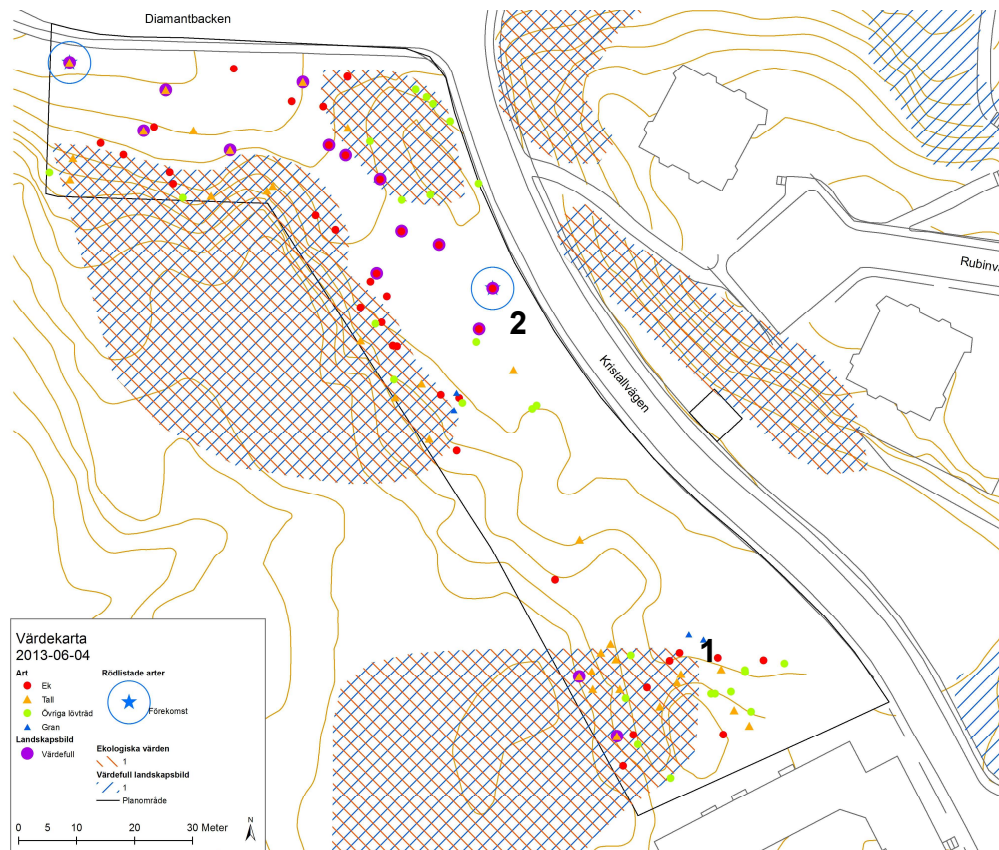 Diamantbacken
Rubinv
2
Kristallvägen
1
Värdekarta
2013-06-04
Art
Ek
Tall
Övriga lövträd
Gran
Landskapsbild
Värdefull
Rödlistade arter
Förekomst
Ekologiska värden
1
Värdefull landskapsbild
1
Planområde
0 5 10 20 30 Meter
N